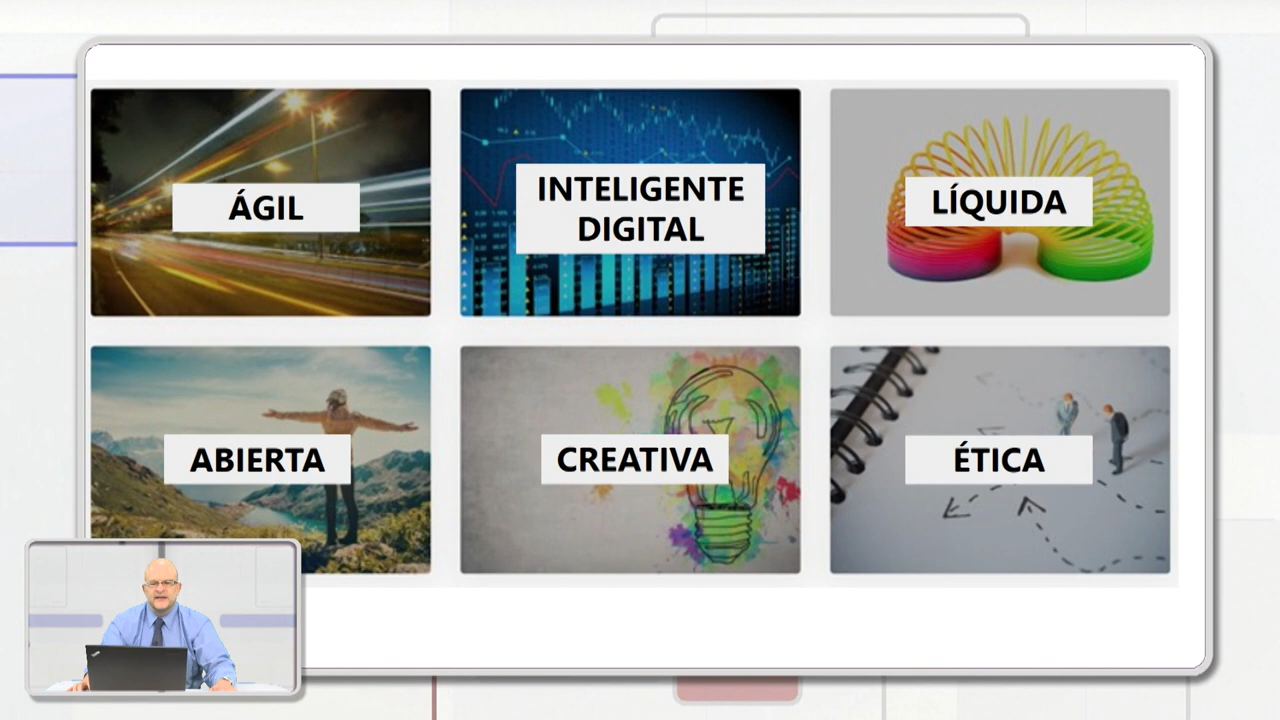 ÁGIL
INTELIGENTE
DIGITAL
LÍQUIDA
ABIERTA
CREATIVA
ÉTICA